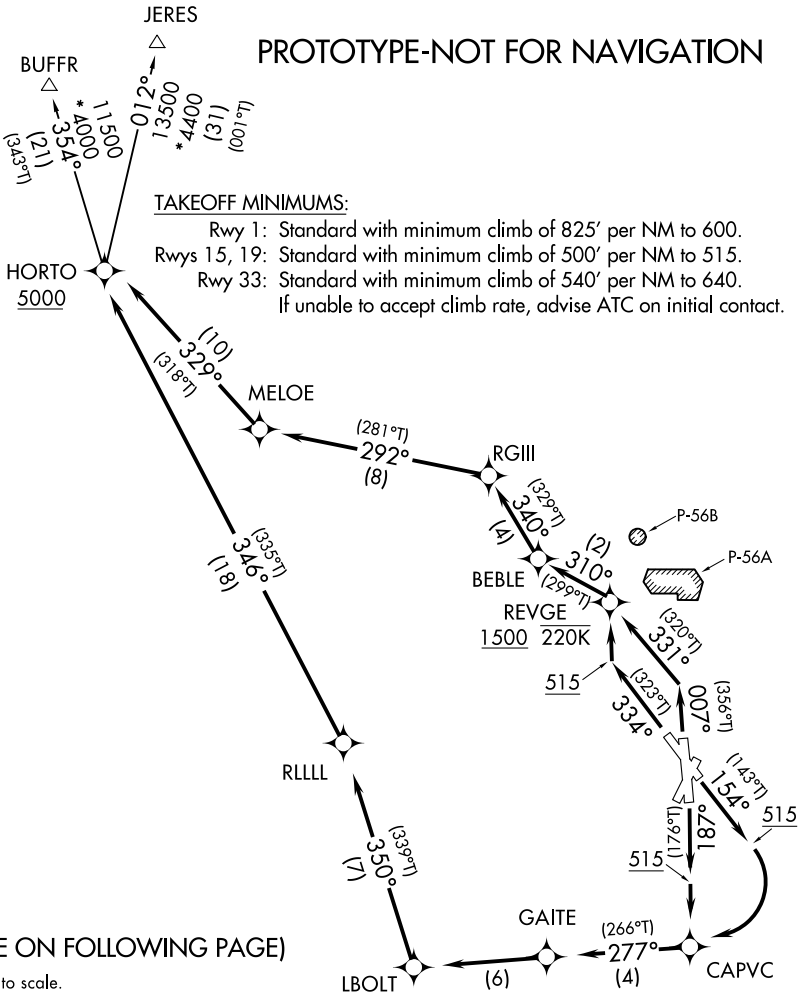 JERES
PROTOTYPE-NOT FOR NAVIGATION
BUFFR
012°
13500
*4400
(31)
(001°T)
11500
*4000
354°
(21)
(343°T)
TAKEOFF MINIMUMS:
Rwy 1: Standard with minimum climb of 825' per NM to 600.
Rwys 15, 19: Standard with minimum climb of 500' per NM to 515.
Rwy 33: Standard with minimum climb of 540' per NM to 640.
If unable to accept climb rate, advise ATC on initial contact.
HORTO
5000
(10)
329°
(318°T)
MELOE
(281°T)
292°
(8)
RGIII
(329°T)
340°
(4)
P-56B
P-56A
BEBLE
(2)
310°
(299°T)
REVGE
1500 220K
(335°T)
346°
(18)
(320°T)
331°
515
(323°T)
334°
(356°T)
007°
RLLLL
(143°T)
154°
515
(176°T)
187°
515
(339°T)
350°
(7)
GAITE
(266°T)
277°
(4)
CAPVC
(6)
LBOLT
E ON FOLLOWING PAGE)
to scale.